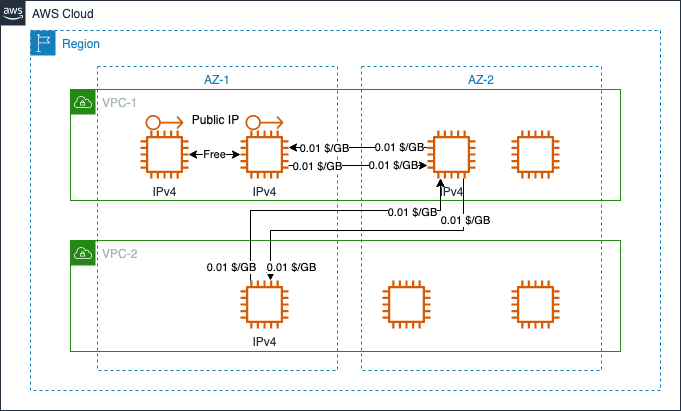 aws
AWS Cloud
Region
AZ-1
AZ-2
VPC-1
Public IP
Free
0.01 $/GB
0.01 $/GB
0.01 $/GB
0.01 $/GB
IPv4
IPv4
IPv4
0.01 $/GB
0.01 $/GB
VPC-2
0.01 $/GB
0.01 $/GB
IPv4